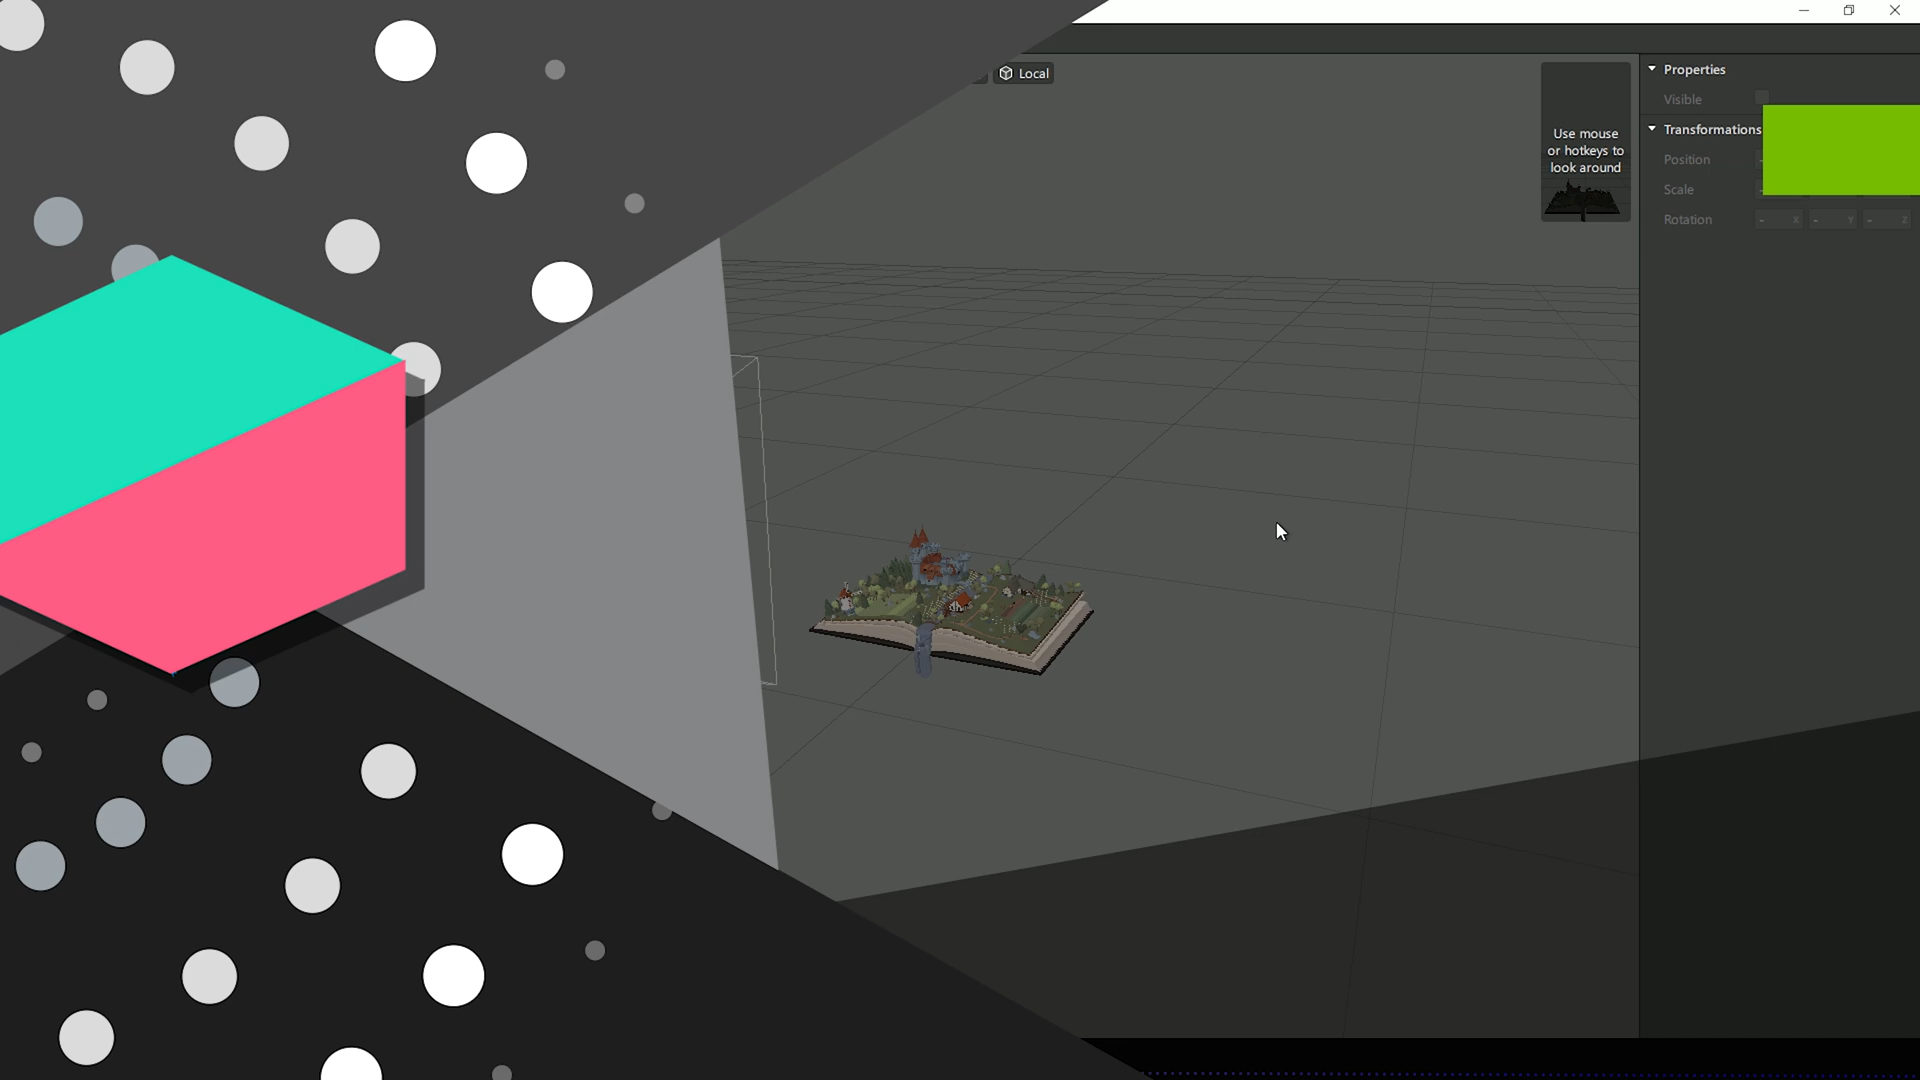 Local
Use mouse
or hotkeys to
look around
Properties
Visible
Transformations
Position
Scale
Rotation - X - Y - Z